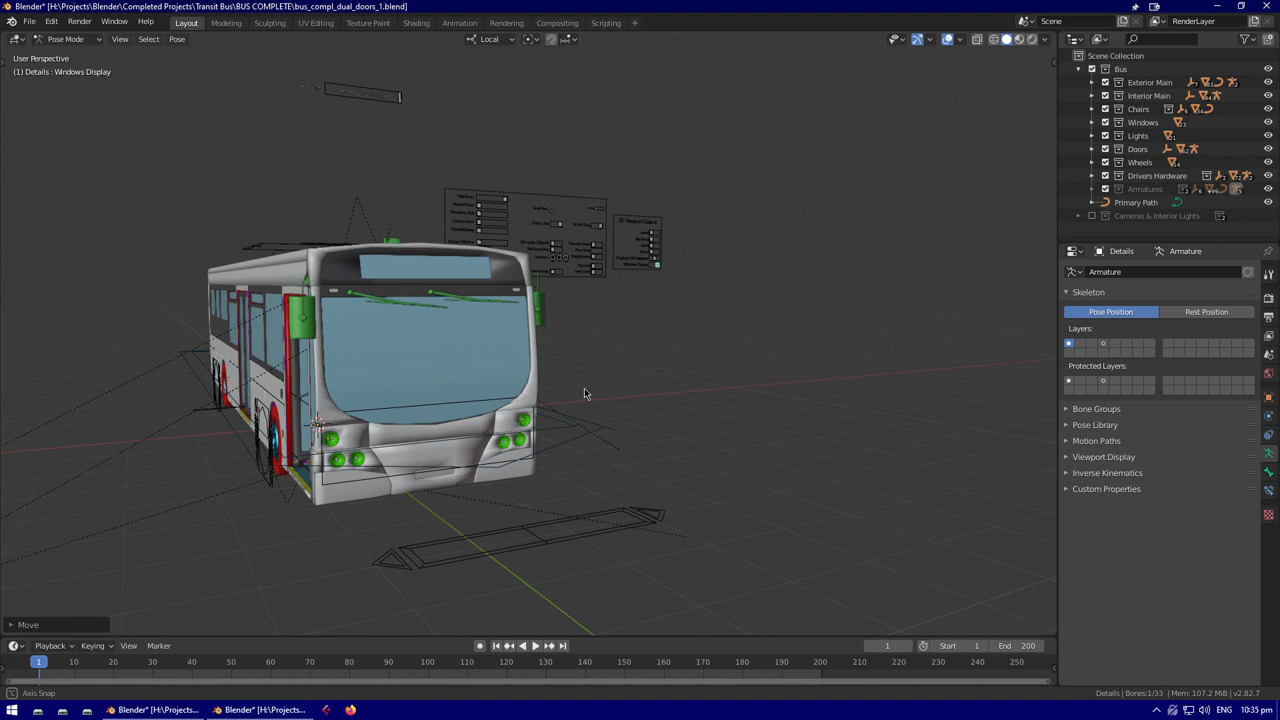 Blender* [H:\Projects\Blender\Completed Projects\Transit Bus\BUS COMPLETE\bus_compl_dual_doors_1.blend]
File Edit Render Window Help Layout Modeling Sculpting UV Editing Texture Paint Shading Animation Rendering Compositing Scripting Scene RenderLayer
Pose Mode View Select Pose Local
User Perspective
(1) Details : Windows Display
Scene Collection
Bus
Exterior Main
Interior Main
Chairs
Windows
Lights
Doors
Wheels
Drivers Hardware
Armatures
Primary Path
Cameras & Interior Lights
Details Armature
Armature
Skeleton
Pose Position Rest Position
Layers:
Protected Layers:
Bone Groups
Pose Library
Motion Paths
Viewport Display
Inverse Kinematics
Custom Properties
Move
Playback Keying View Marker 1 Start 1 End 200
1 10 20 30 40 50 60 70 80 90 100 110 120 130 140 150 160 170 180 190 200 210 220 230 240 250
Axis Snap Details | Bones:1/33 | Mem: 107.2 MiB | v2.82.7
Blender* [H:\Projects... Blender* [H:\Projects... ENG 10:35 pm